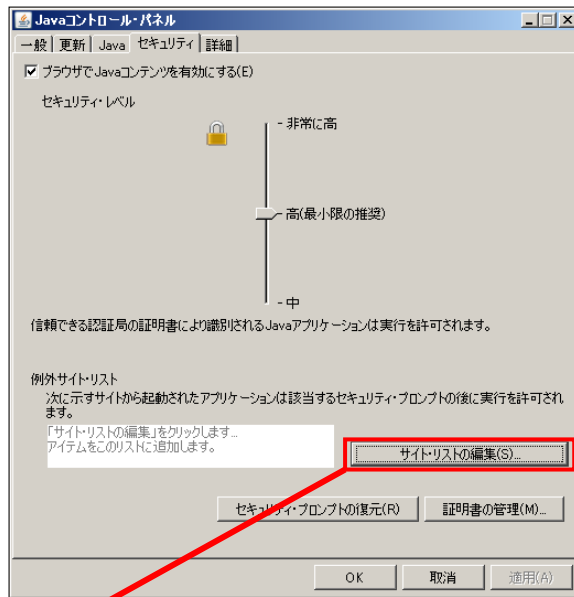 Javaコントロール・パネル
一般 更新 Java セキュリティ 詳細
ブラウザでJavaコンテンツを有効にする(E)
セキュリティ・レベル
- 非常に高
- 高(最小限の推奨)
- 中
信頼できる認証局の証明書により識別されるJavaアプリケーションは実行を許可されます。
例外サイト・リスト
次に示すサイトから起動されたアプリケーションは該当するセキュリティ・プロンプトの後に実行を許可され
ます。
「サイト・リストの編集」をクリックします...
アイテムをこのリストに追加します。
サイト・リストの編集(S)...
セキュリティ・プロンプトの復元(R) 証明書の管理(M)...
OK 取消 適用(A)